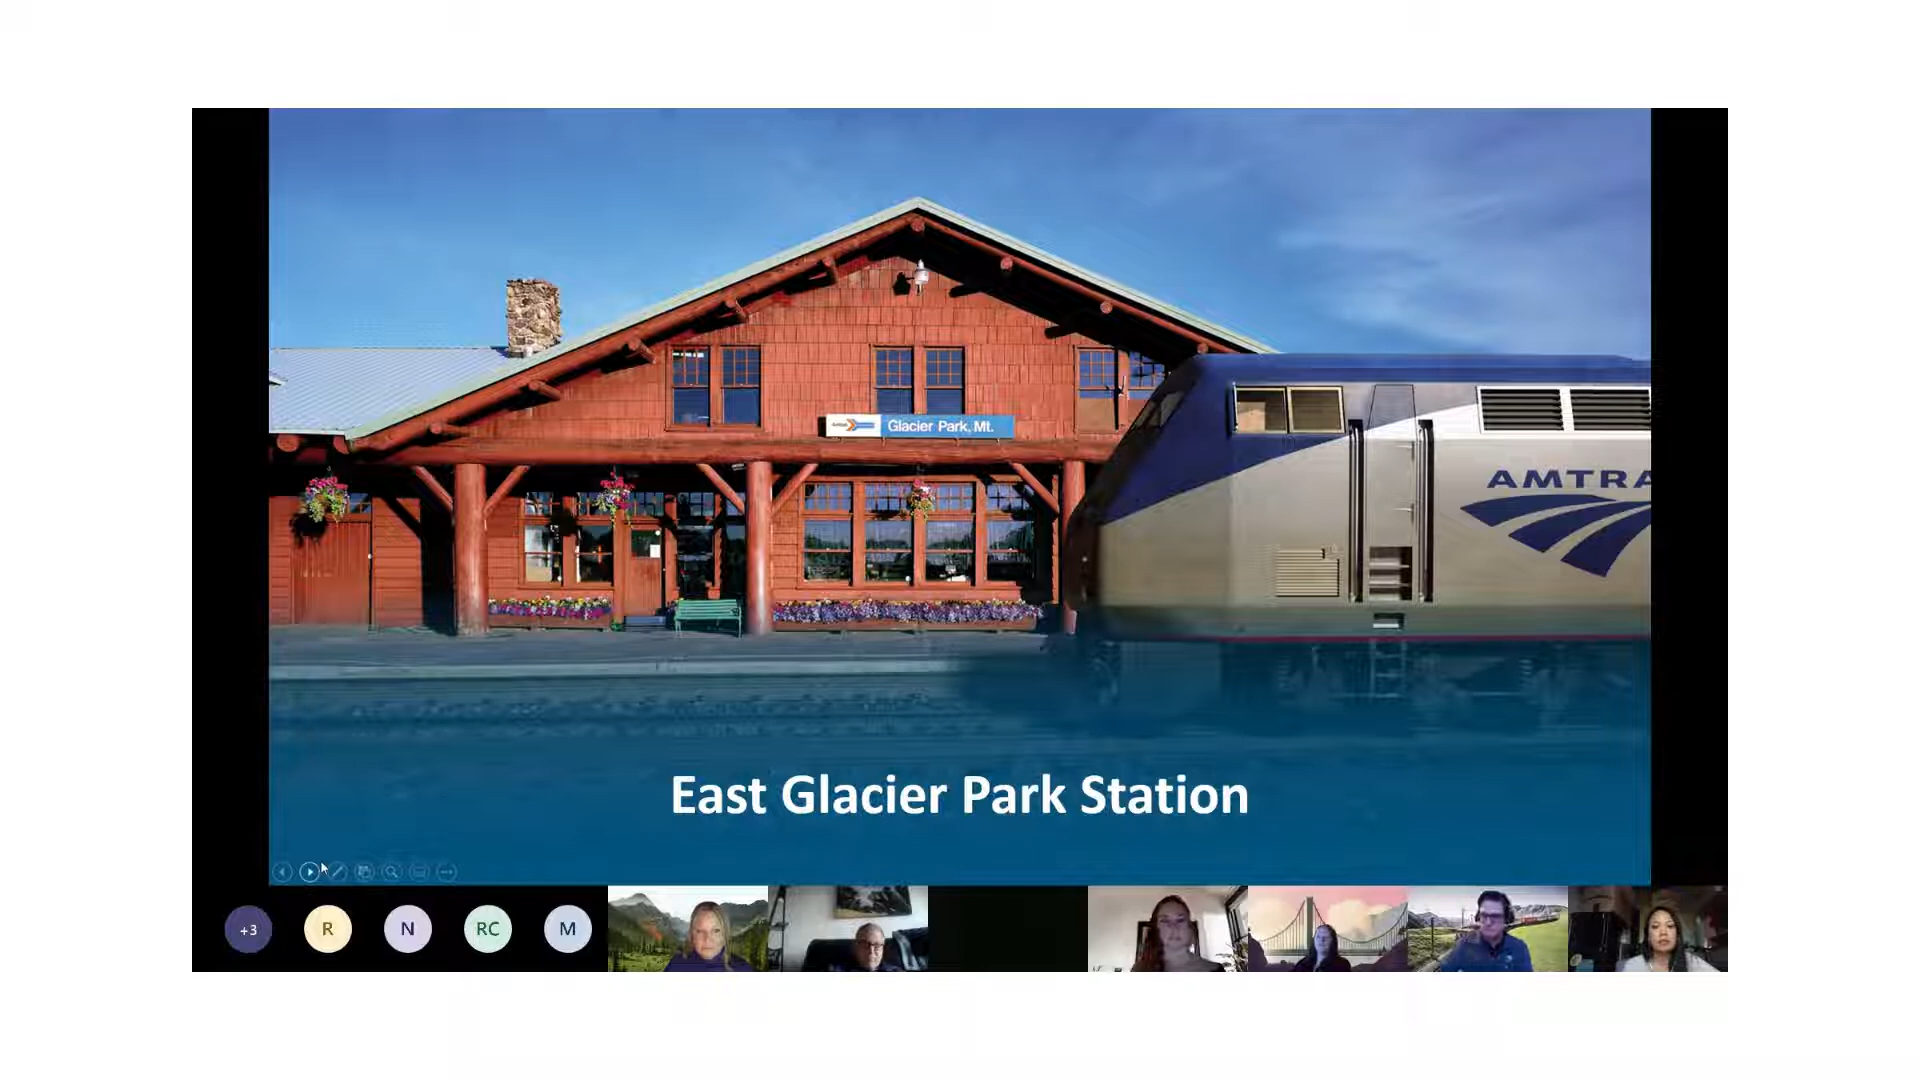 Glacier Park, Mt.
AMTRA
East Glacier Park Station
+3
R
N
RC
M